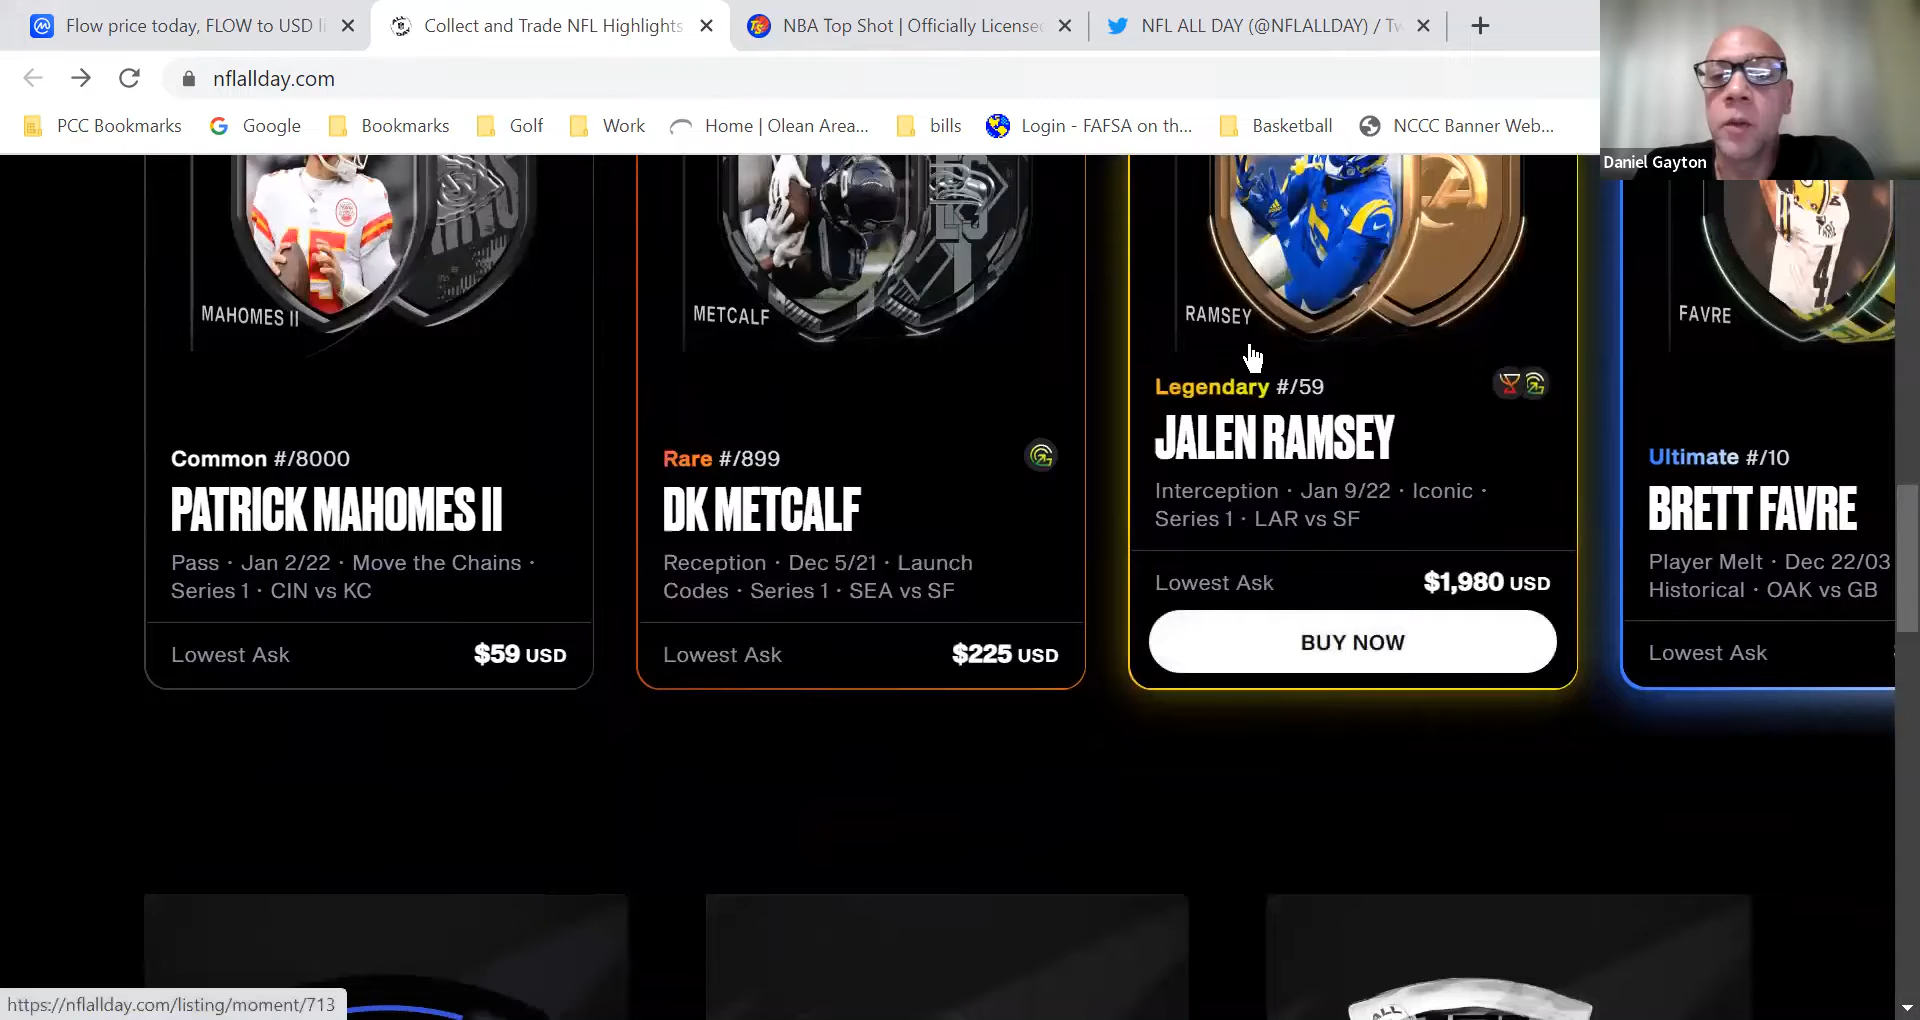 Flow price today, FLOW to USD li
Collect and Trade NFL Highlights
NBA Top Shot | Officially License
NFL ALL DAY (@NFLALLDAY) / Tw
nflallday.com
PCC Bookmarks
Google
Bookmarks
Golf
Work
Home | Olean Area...
bills
Login - FAFSA on th...
Basketball
NCCC Banner Web...
Daniel Gayton
MAHOMES II
Common #/8000
PATRICK MAHOMES II
Pass · Jan 2/22 · Move the Chains ·
Series 1 · CIN vs KC
Lowest Ask
$59 USD
METCALF
Rare #/899
DK METCALF
Reception · Dec 5/21 · Launch
Codes · Series 1 · SEA vs SF
Lowest Ask
$225 USD
RAMSEY
Legendary #/59
JALEN RAMSEY
Interception · Jan 9/22 · Iconic ·
Series 1 · LAR vs SF
Lowest Ask
$1,980 USD
BUY NOW
FAVRE
4
Ultimate #/10
BRETT FAVRE
Player Melt · Dec 22/03
Historical · OAK vs GB
Lowest Ask
ALL
https://nflallday.com/listing/moment/713